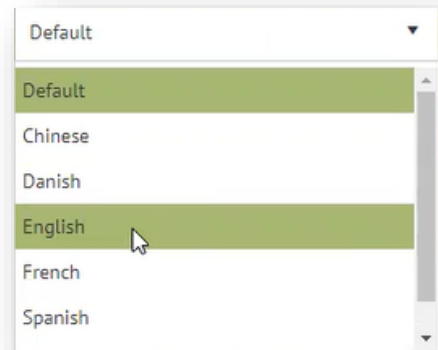 Default
Default
Chinese
Danish
English
French
Spanish